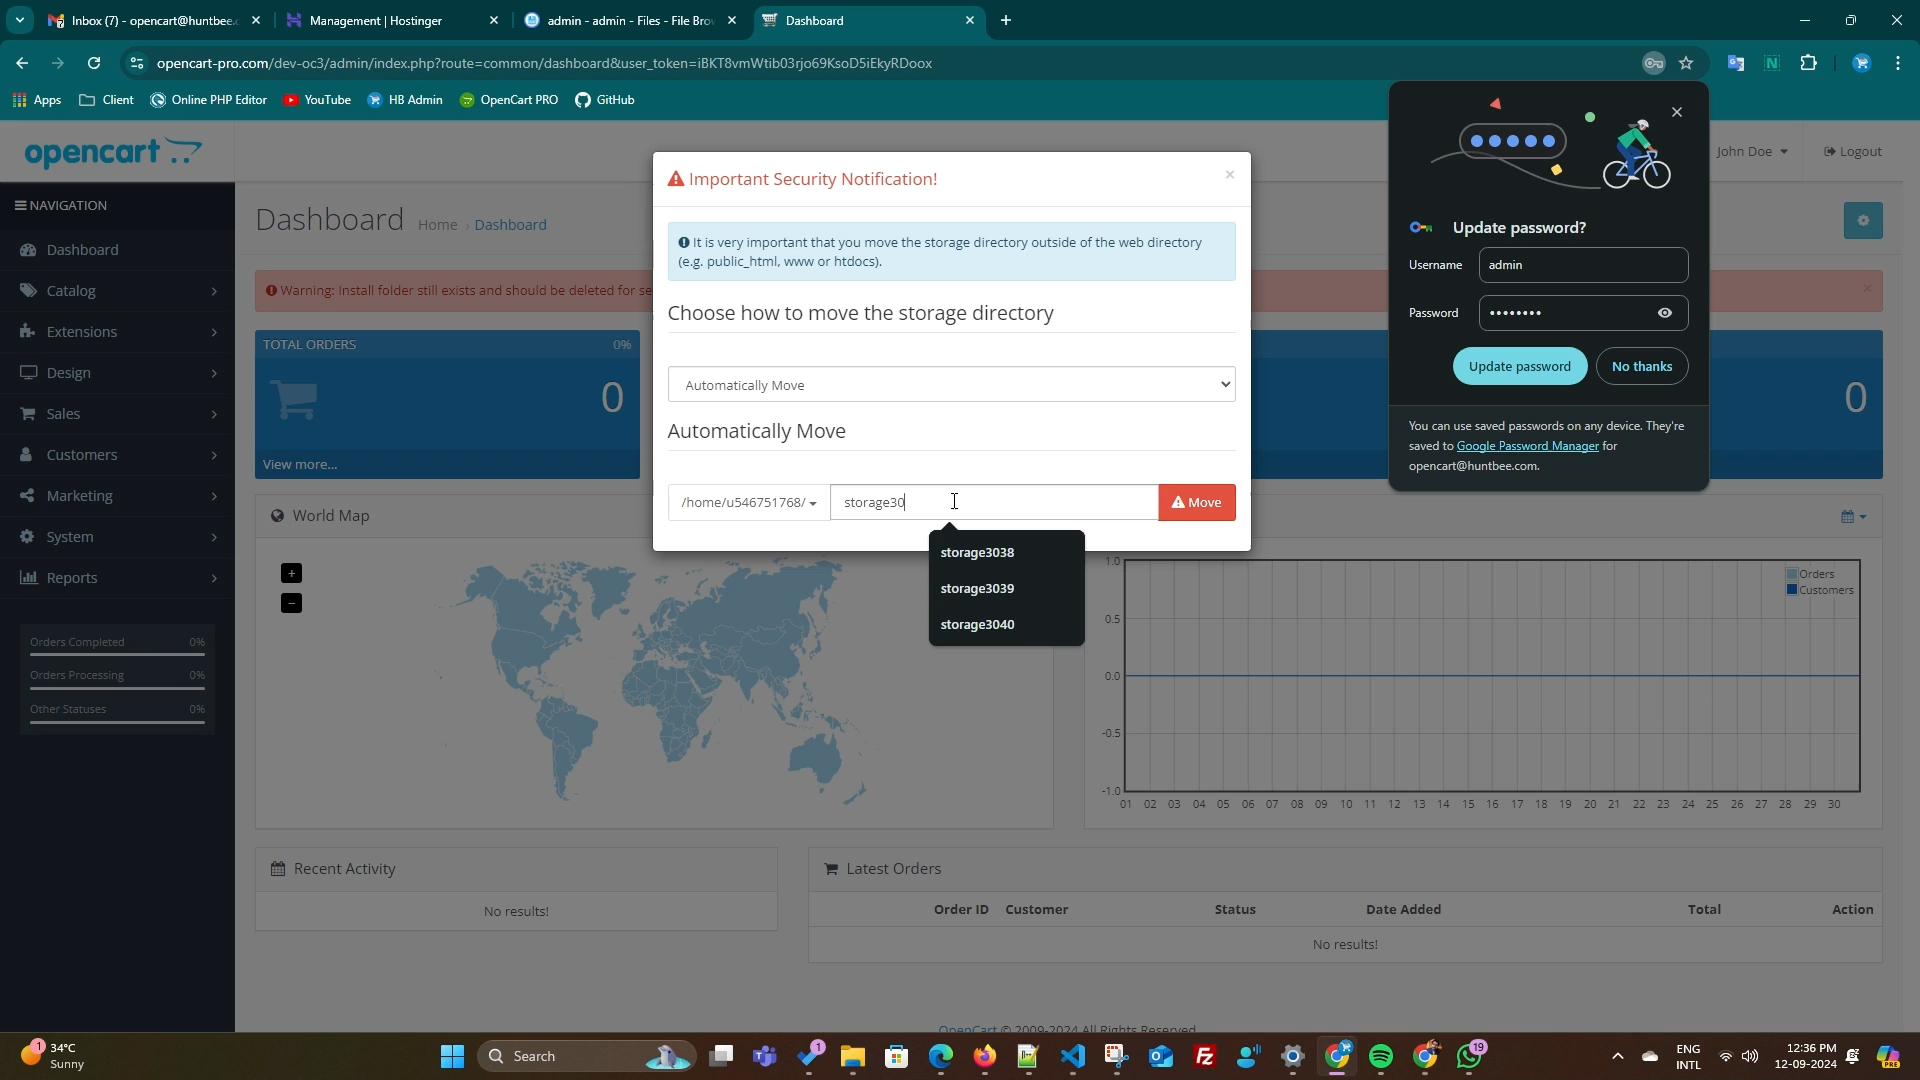 Inbox (7) - opencart@huntbee.c
Management | Hostinger
admin - admin - Files - File Brow
Dashboard
opencart-pro.com/dev-oc3/admin/index.php?route=common/dashboard&user_token=iBKT8vmWtib03rjo69KsoD5iEkyRDoox
Apps
Client
Online PHP Editor
YouTube
HB Admin
OpenCart PRO
GitHub
opencart
John Doe
Logout
NAVIGATION
Dashboard
Catalog
Extensions
Design
Sales
Customers
Marketing
System
Reports
Orders Completed 0%
Orders Processing 0%
Other Statuses 0%
Dashboard
Home › Dashboard
Warning: Install folder still exists and should be deleted for se
TOTAL ORDERS 0%
0
View more...
0
World Map
+
−
Important Security Notification!
It is very important that you move the storage directory outside of the web directory
(e.g. public_html, www or htdocs).
Choose how to move the storage directory
Automatically Move
Automatically Move
/home/u546751768/
storage30
Move
storage3038
storage3039
storage3040
Update password?
Username admin
Password ••••••••
Update password
No thanks
You can use saved passwords on any device. They're
saved to Google Password Manager for
opencart@huntbee.com.
Orders
Customers
1.0
0.5
0.0
-0.5
-1.0
01 02 03 04 05 06 07 08 09 10 11 12 13 14 15 16 17 18 19 20 21 22 23 24 25 26 27 28 29 30
Recent Activity
No results!
Latest Orders
Order ID Customer Status Date Added Total Action
No results!
OpenCart © 2009-2024 All Rights Reserved.
1
34°C
Sunny
Search
1
19
ENG
INTL
12:36 PM
12-09-2024
PRE